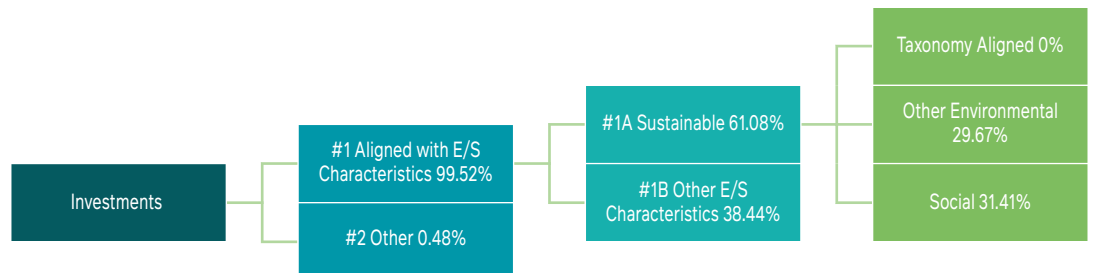 Investments
#1 Aligned with E/S
Characteristics 99.52%
#2 Other 0.48%
#1A Sustainable 61.08%
#1B Other E/S
Characteristics 38.44%
Taxonomy Aligned 0%
Other Environmental
29.67%
Social 31.41%